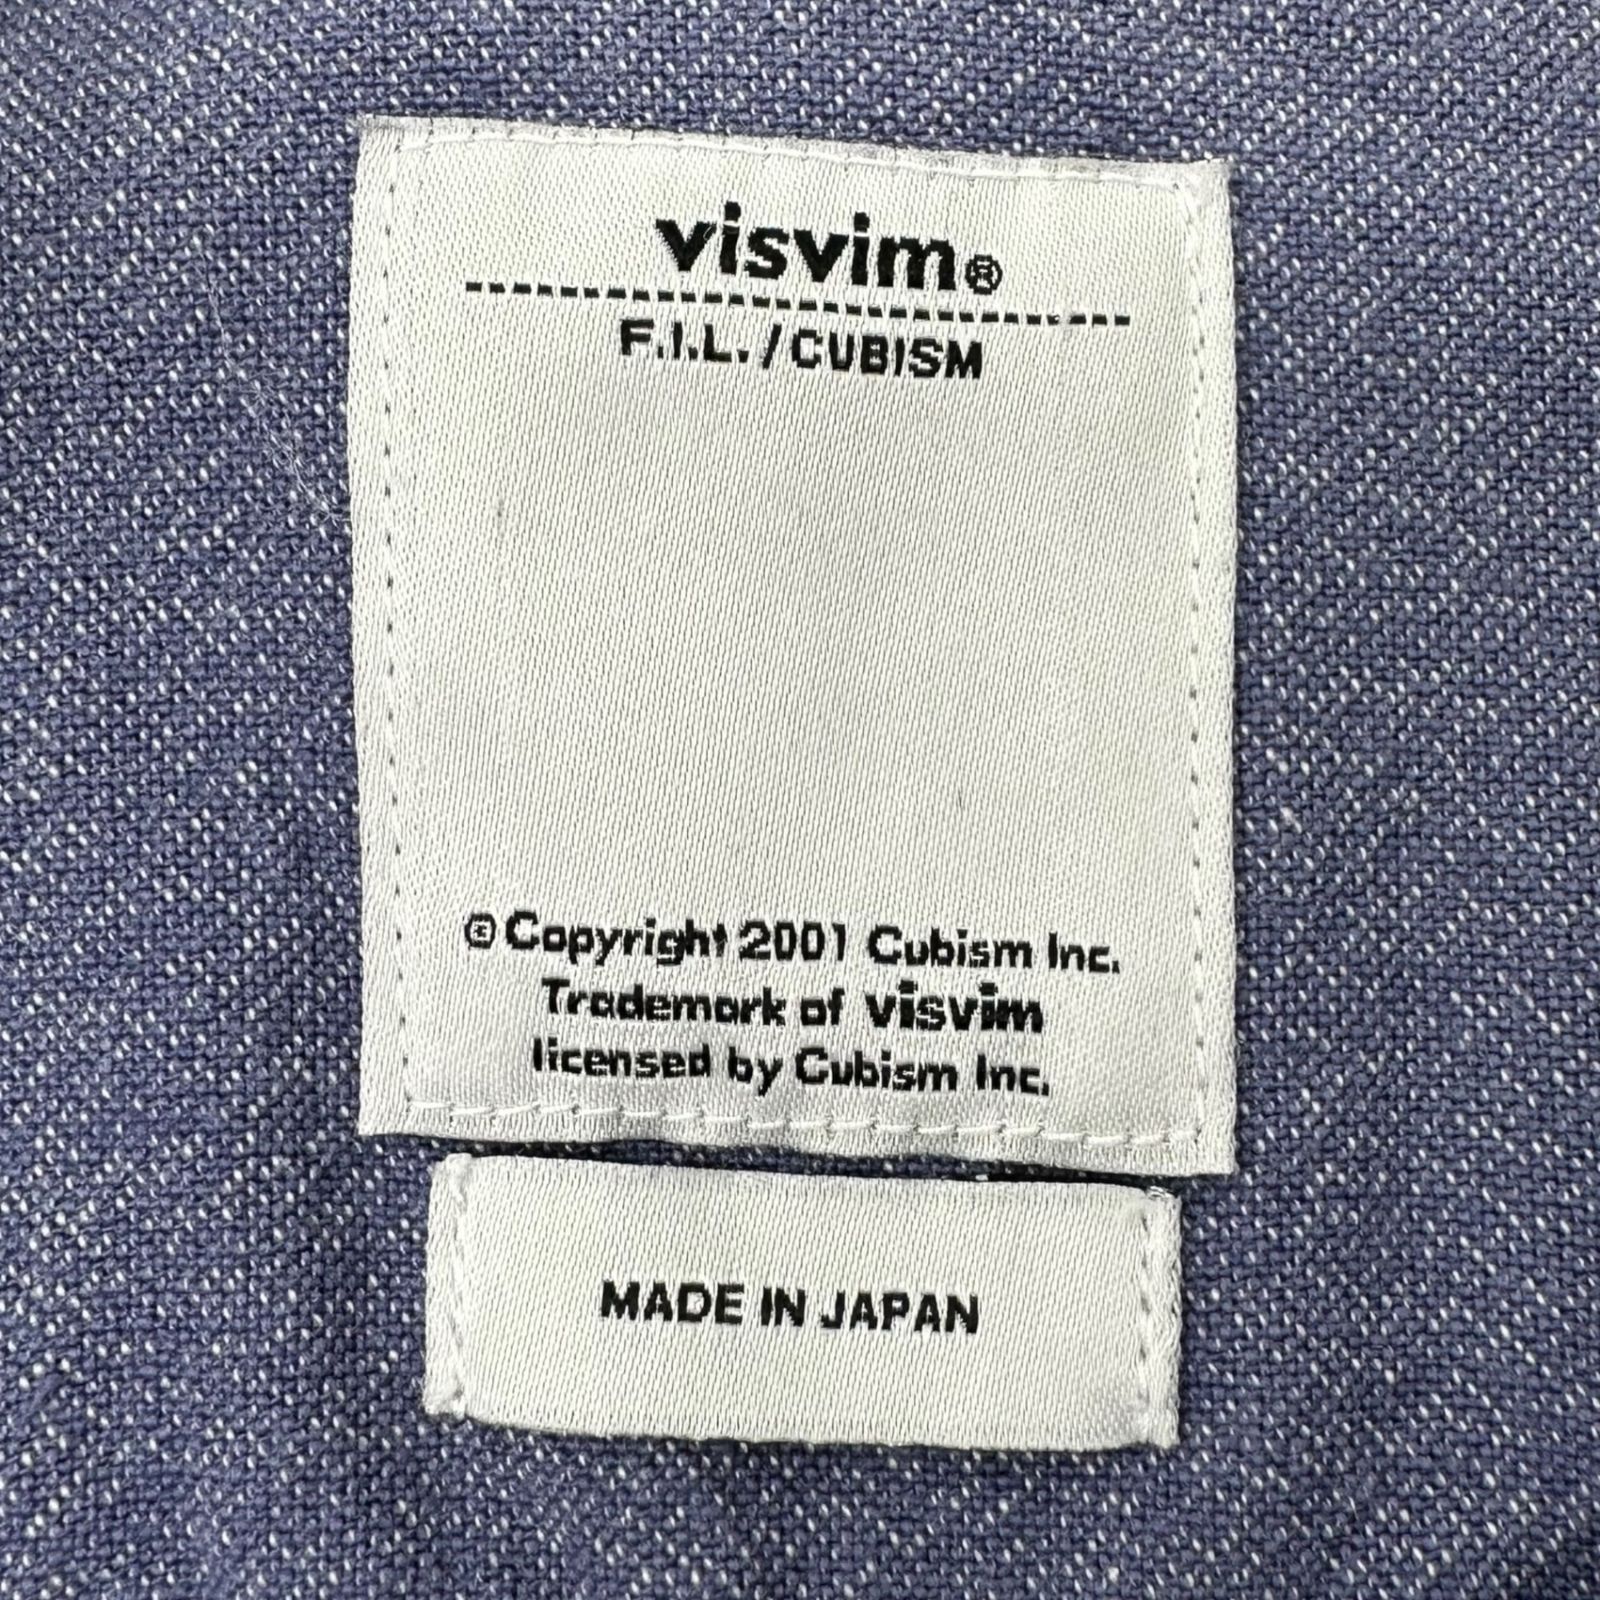 visvim®
F.I.L./CUBISM
©Copyright 2001 Cubism Inc.
Trademark of visvim
licensed by Cubism Inc.
MADE IN JAPAN